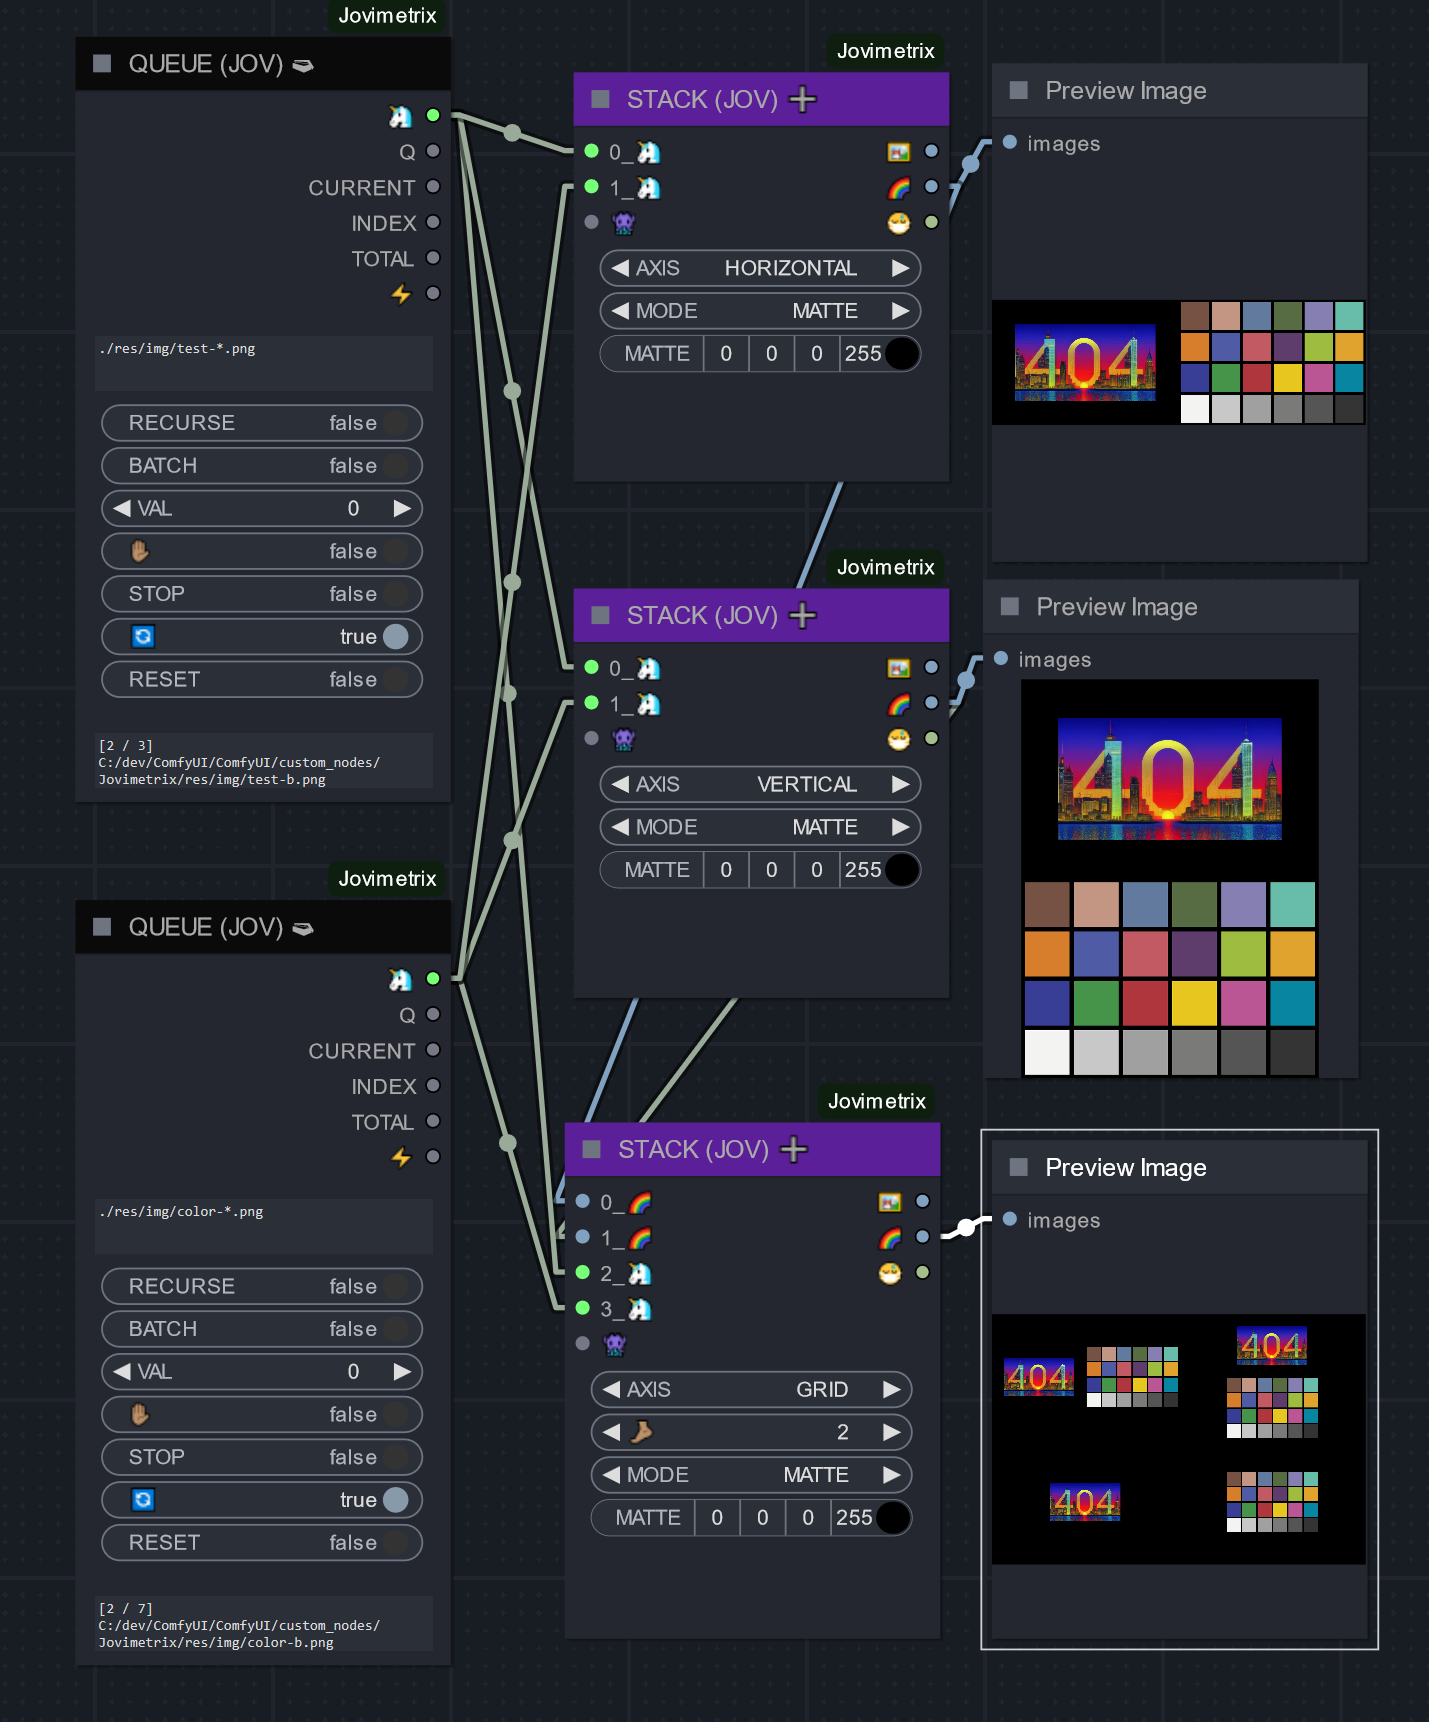 Jovimetrix
QUEUE (JOV)
Q
CURRENT
INDEX
TOTAL
./res/img/test-*.png
RECURSE false
BATCH false
VAL 0
false
STOP false
true
RESET false
[2 / 3]
C:/dev/ComfyUI/ComfyUI/custom_nodes/
Jovimetrix/res/img/test-b.png
Jovimetrix
QUEUE (JOV)
Q
CURRENT
INDEX
TOTAL
./res/img/color-*.png
RECURSE false
BATCH false
VAL 0
false
STOP false
true
RESET false
[2 / 7]
C:/dev/ComfyUI/ComfyUI/custom_nodes/
Jovimetrix/res/img/color-b.png
Jovimetrix
STACK (JOV)
0_
1_
AXIS HORIZONTAL
MODE MATTE
MATTE 0 0 0 255
Jovimetrix
STACK (JOV)
0_
1_
AXIS VERTICAL
MODE MATTE
MATTE 0 0 0 255
Jovimetrix
STACK (JOV)
0_
1_
2_
3_
AXIS GRID
2
MODE MATTE
MATTE 0 0 0 255
Preview Image
images
404
Preview Image
images
404
Preview Image
images
404
404
404